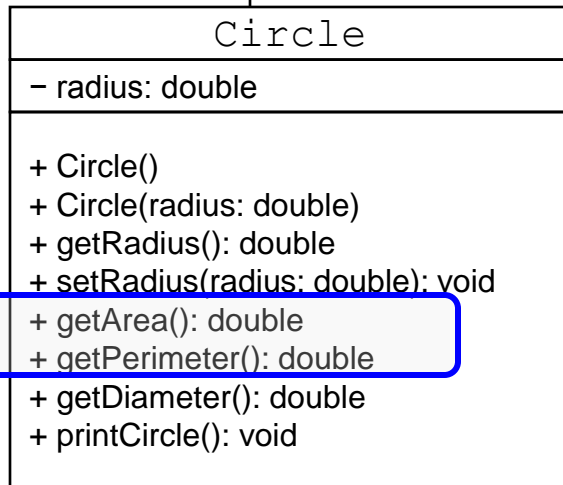 Circle
− radius: double
+ Circle()
+ Circle(radius: double)
+ getRadius(): double
+ setRadius(radius: double): void
+ getArea(): double
+ getPerimeter(): double
+ getDiameter(): double
+ printCircle(): void